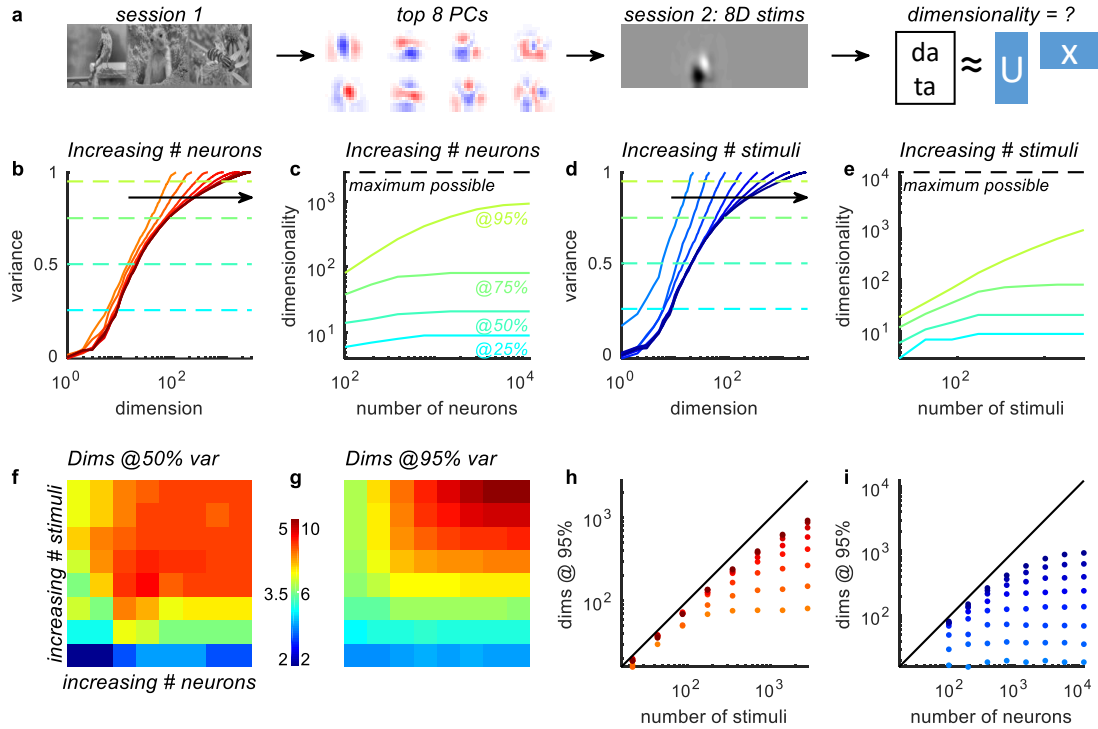 a
session 1
top 8 PCs
session 2: 8D stims
dimensionality = ?
da
ta
≈
U
x
b
Increasing # neurons
1
0.5
0
variance
10^0
10^2
dimension
c
Increasing # neurons
maximum possible
@95%
@75%
@50%
@25%
10^3
10^2
10^1
dimensionality
10^2
10^3
10^4
number of neurons
d
Increasing # stimuli
1
0.5
0
variance
10^0
10^2
dimension
e
Increasing # stimuli
10^4
maximum possible
10^3
10^2
10^1
dimensionality
10^2
number of stimuli
f
Dims @50% var
increasing # stimuli
increasing # neurons
g
Dims @95% var
5
10
3.5
6
2
2
h
10^3
10^2
dims @ 95%
10^2
10^3
number of stimuli
i
10^4
10^3
10^2
dims @ 95%
10^2
10^3
10^4
number of neurons